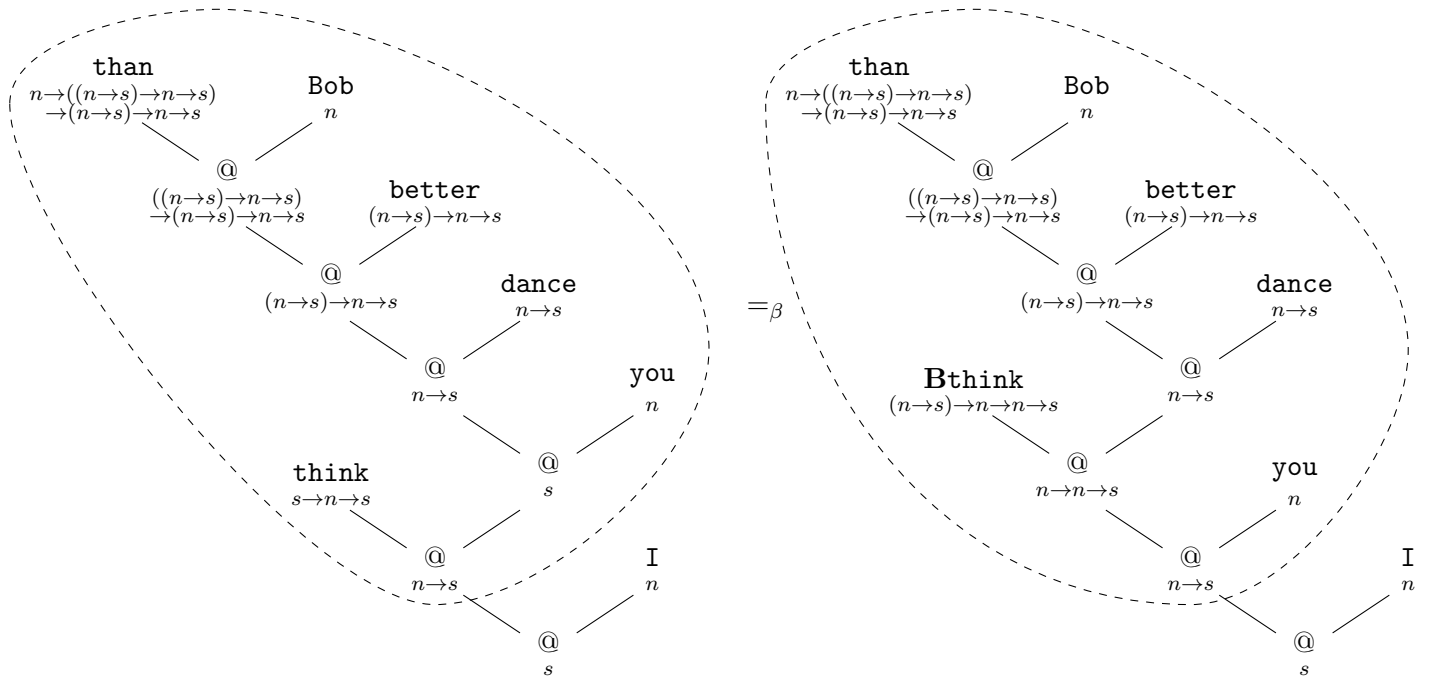 than
n→((n→s)→n→s)
→(n→s)→n→s
Bob
n
@
((n→s)→n→s)
→(n→s)→n→s
better
(n→s)→n→s
@
(n→s)→n→s
dance
n→s
@
n→s
you
n
think
s→n→s
@
s
@
n→s
I
n
@
s
=β
than
n→((n→s)→n→s)
→(n→s)→n→s
Bob
n
@
((n→s)→n→s)
→(n→s)→n→s
better
(n→s)→n→s
@
(n→s)→n→s
dance
n→s
@
n→s
Bthink
(n→s)→n→n→s
@
n→n→s
you
n
@
n→s
I
n
@
s